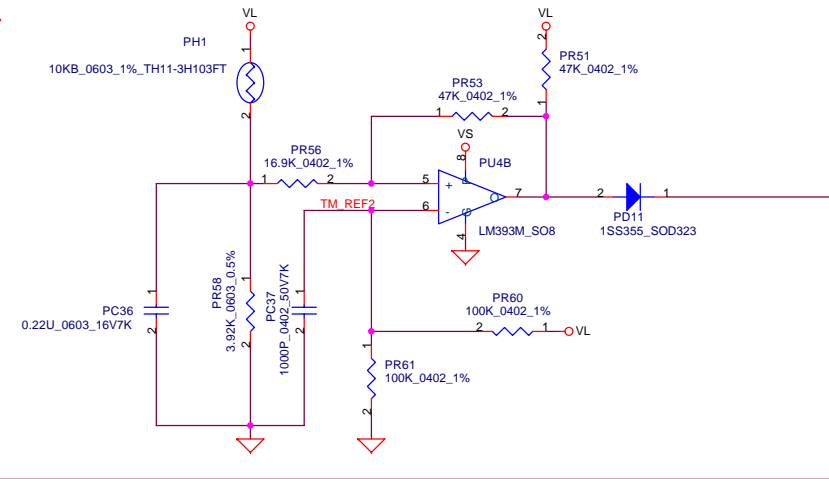 VL
VL
PH1
10KB_0603_1%_TH11-3H103FT
1
2
2
PR51
47K_0402_1%
1
PR53
47K_0402_1%
1
2
VS
8
PU4B
PR56
16.9K_0402_1%
1
2
5
+
P
O
7
6
-
G
4
TM_REF2
LM393M_SO8
2
1
PD11
1SS355_SOD323
PC36
0.22U_0603_16V7K
1
2
PR58
3.92K_0603_0.5%
1
2
PC37
1000P_0402_50V7K
1
2
PR60
100K_0402_1%
2
1
VL
PR61
100K_0402_1%
1
2